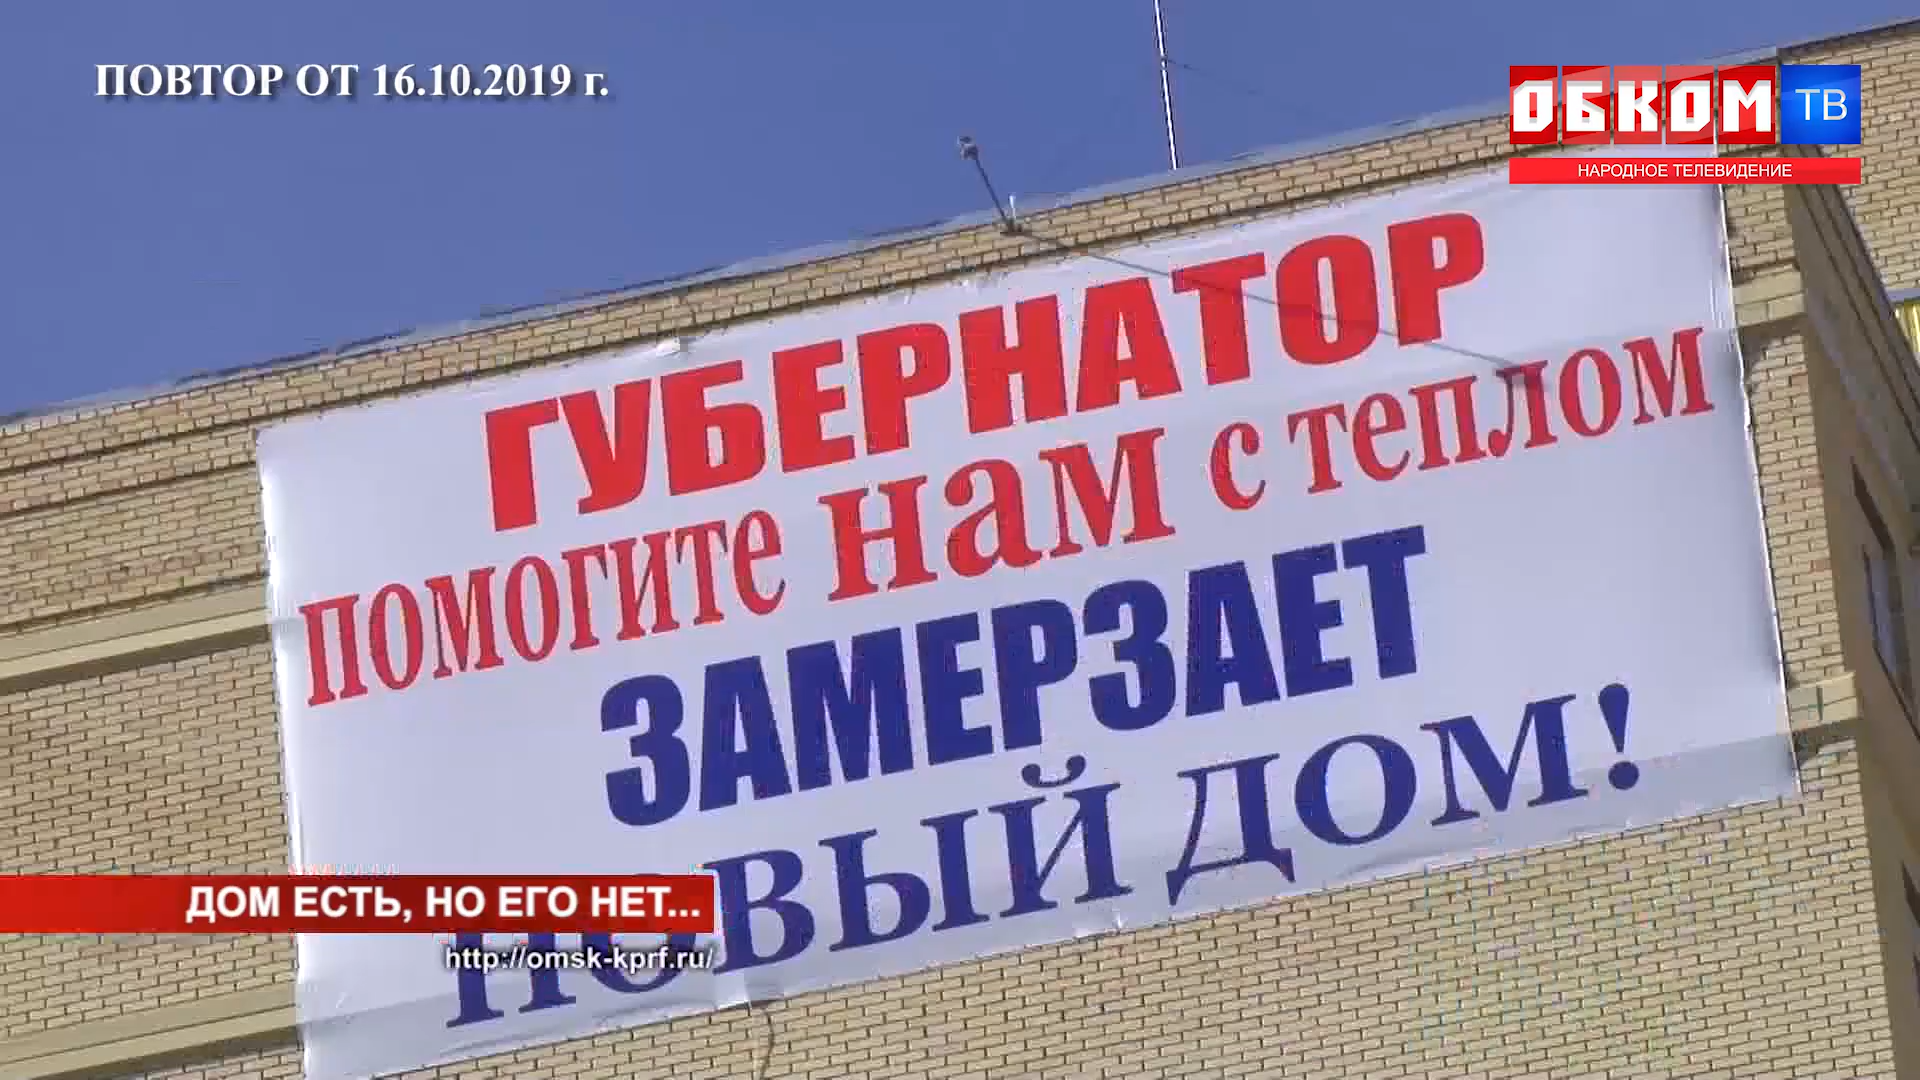 ПОВТОР ОТ 16.10.2019 г.
ОБКОМ ТВ
НАРОДНОЕ ТЕЛЕВИДЕНИЕ
ГУБЕРНАТОР
ПОМОГИТЕ НАМ С ТЕПЛОМ
ЗАМЕРЗАЕТ
НОВЫЙ ДОМ!
ДОМ ЕСТЬ, НО ЕГО НЕТ...
http://omsk-kprf.ru/